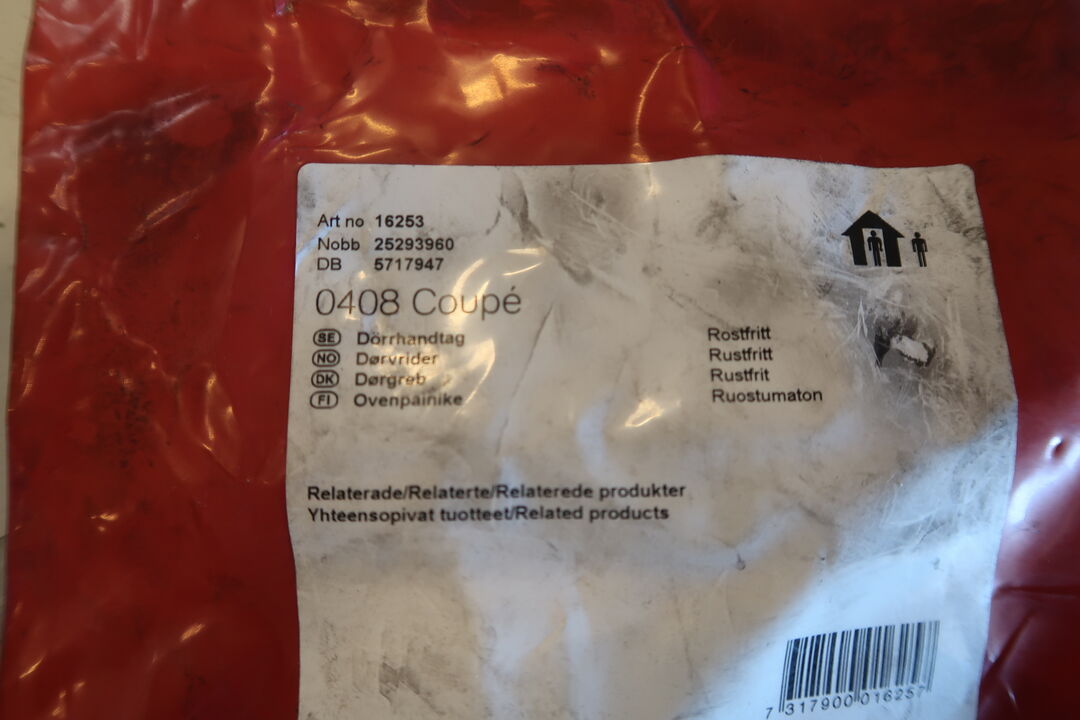 Art no 16253
Nobb 25293960
DB 5717947
0408 Coupé
SE Dörrhandtag Rostfritt
NO Dørvrider Rustfritt
DK Dørgreb Rustfrit
FI Ovenpainike Ruostumaton
Relaterade/Relaterte/Relaterede produkter
Yhteensopivat tuotteet/Related products
7 317900 016257